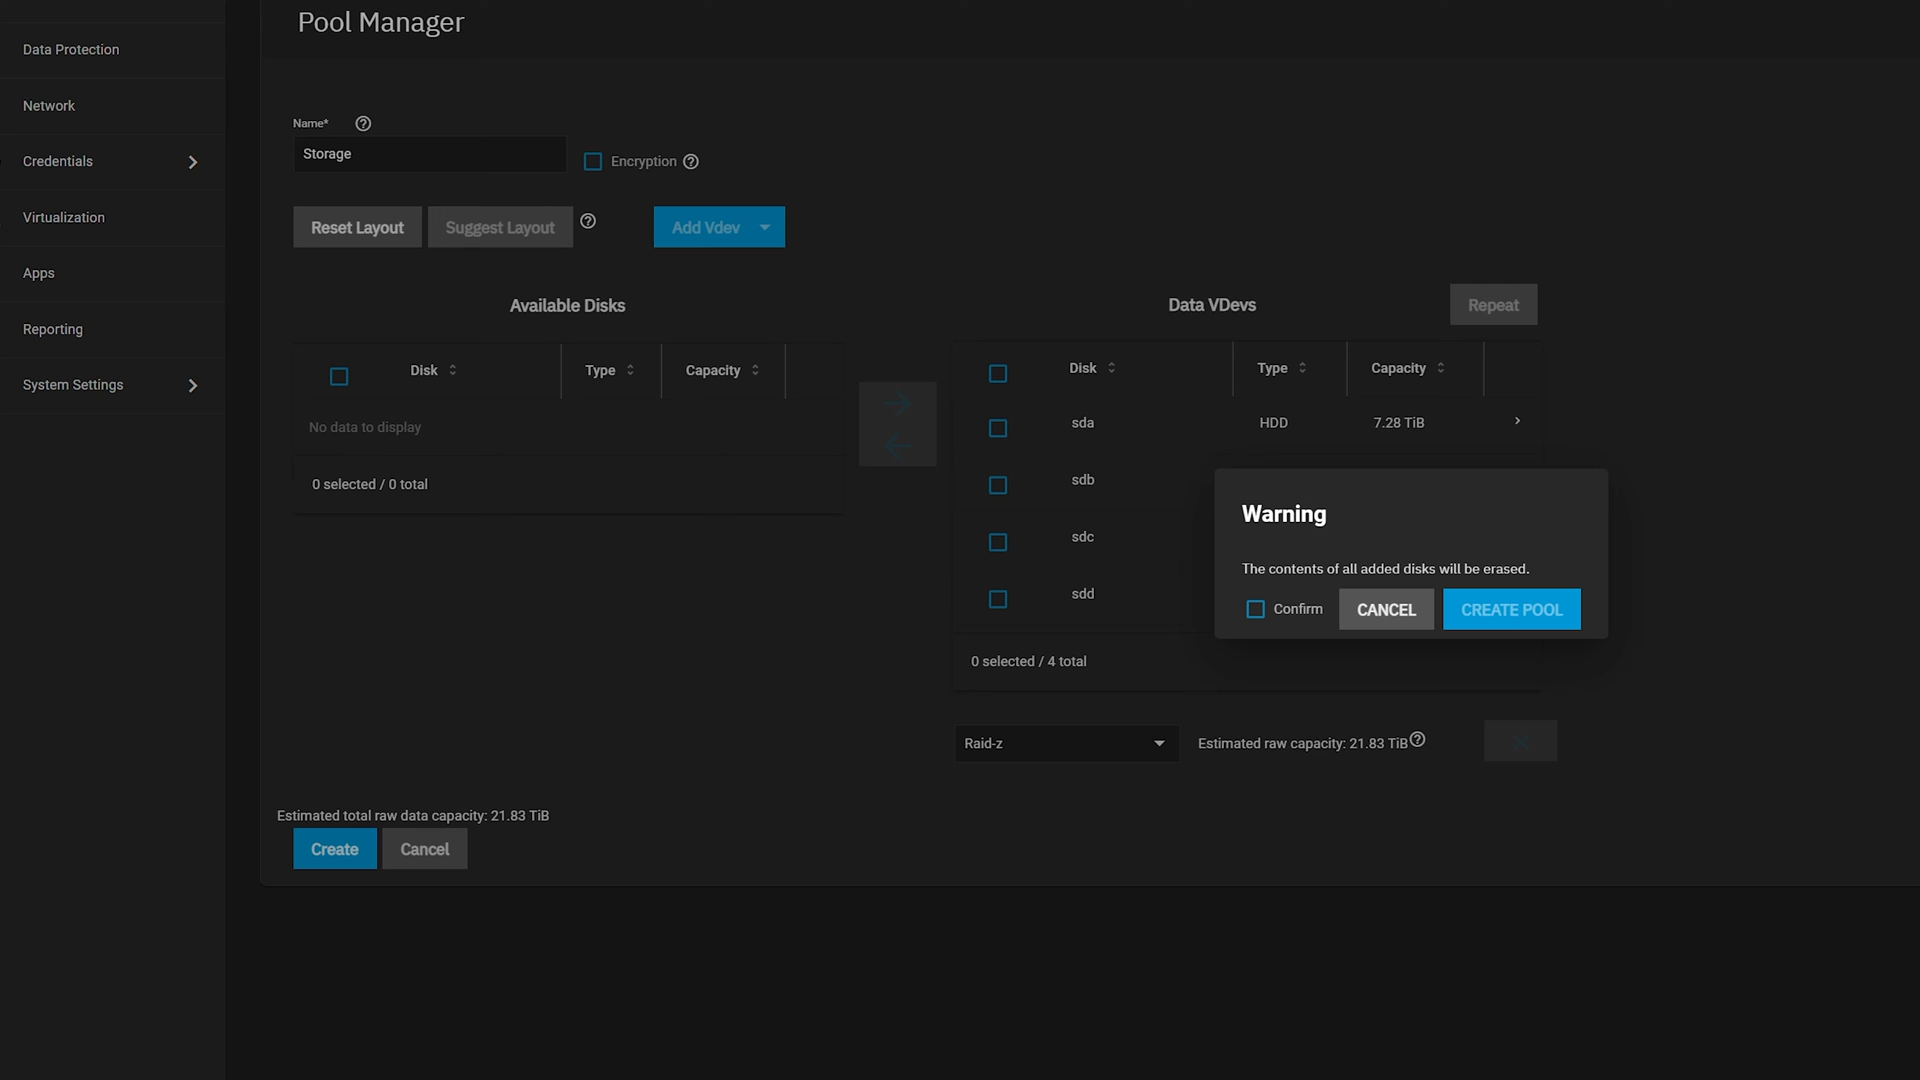 Pool Manager
Data Protection
Network
Credentials
Virtualization
Apps
Reporting
System Settings
Name*
Storage
Encryption
Reset Layout
Suggest Layout
Add Vdev
Available Disks
Disk Type Capacity
No data to display
0 selected / 0 total
Data VDevs
Repeat
Disk Type Capacity
sda HDD 7.28 TiB
sdb
sdc
sdd
0 selected / 4 total
Warning
The contents of all added disks will be erased.
Confirm CANCEL CREATE POOL
Raid-z
Estimated raw capacity: 21.83 TiB
Estimated total raw data capacity: 21.83 TiB
Create Cancel